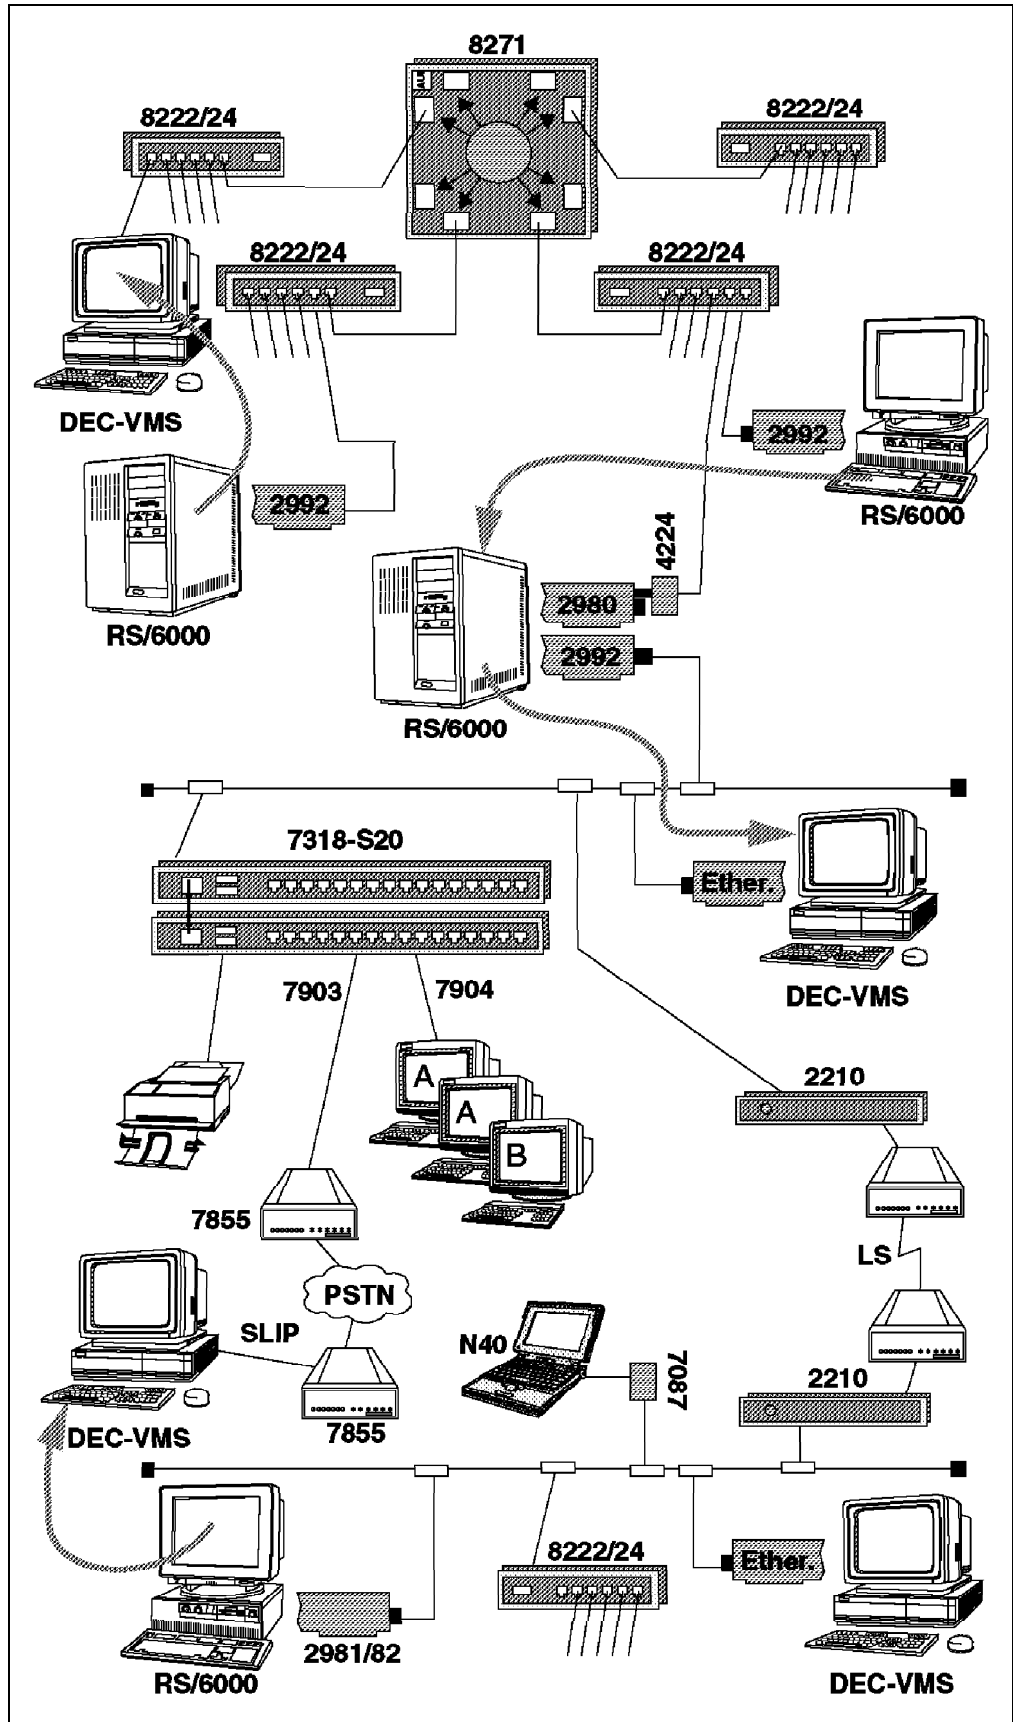 8271
8222/24
8222/24
8222/24
8222/24
DEC-VMS
2992
2992
RS/6000
4224
2980
RS/6000
2992
RS/6000
7318-S20
Ether.
7903
7904
DEC-VMS
A
A
B
2210
7855
LS
PSTN
SLIP
N40
7087
2210
7855
DEC-VMS
8222/24
Ether.
2981/82
RS/6000
DEC-VMS